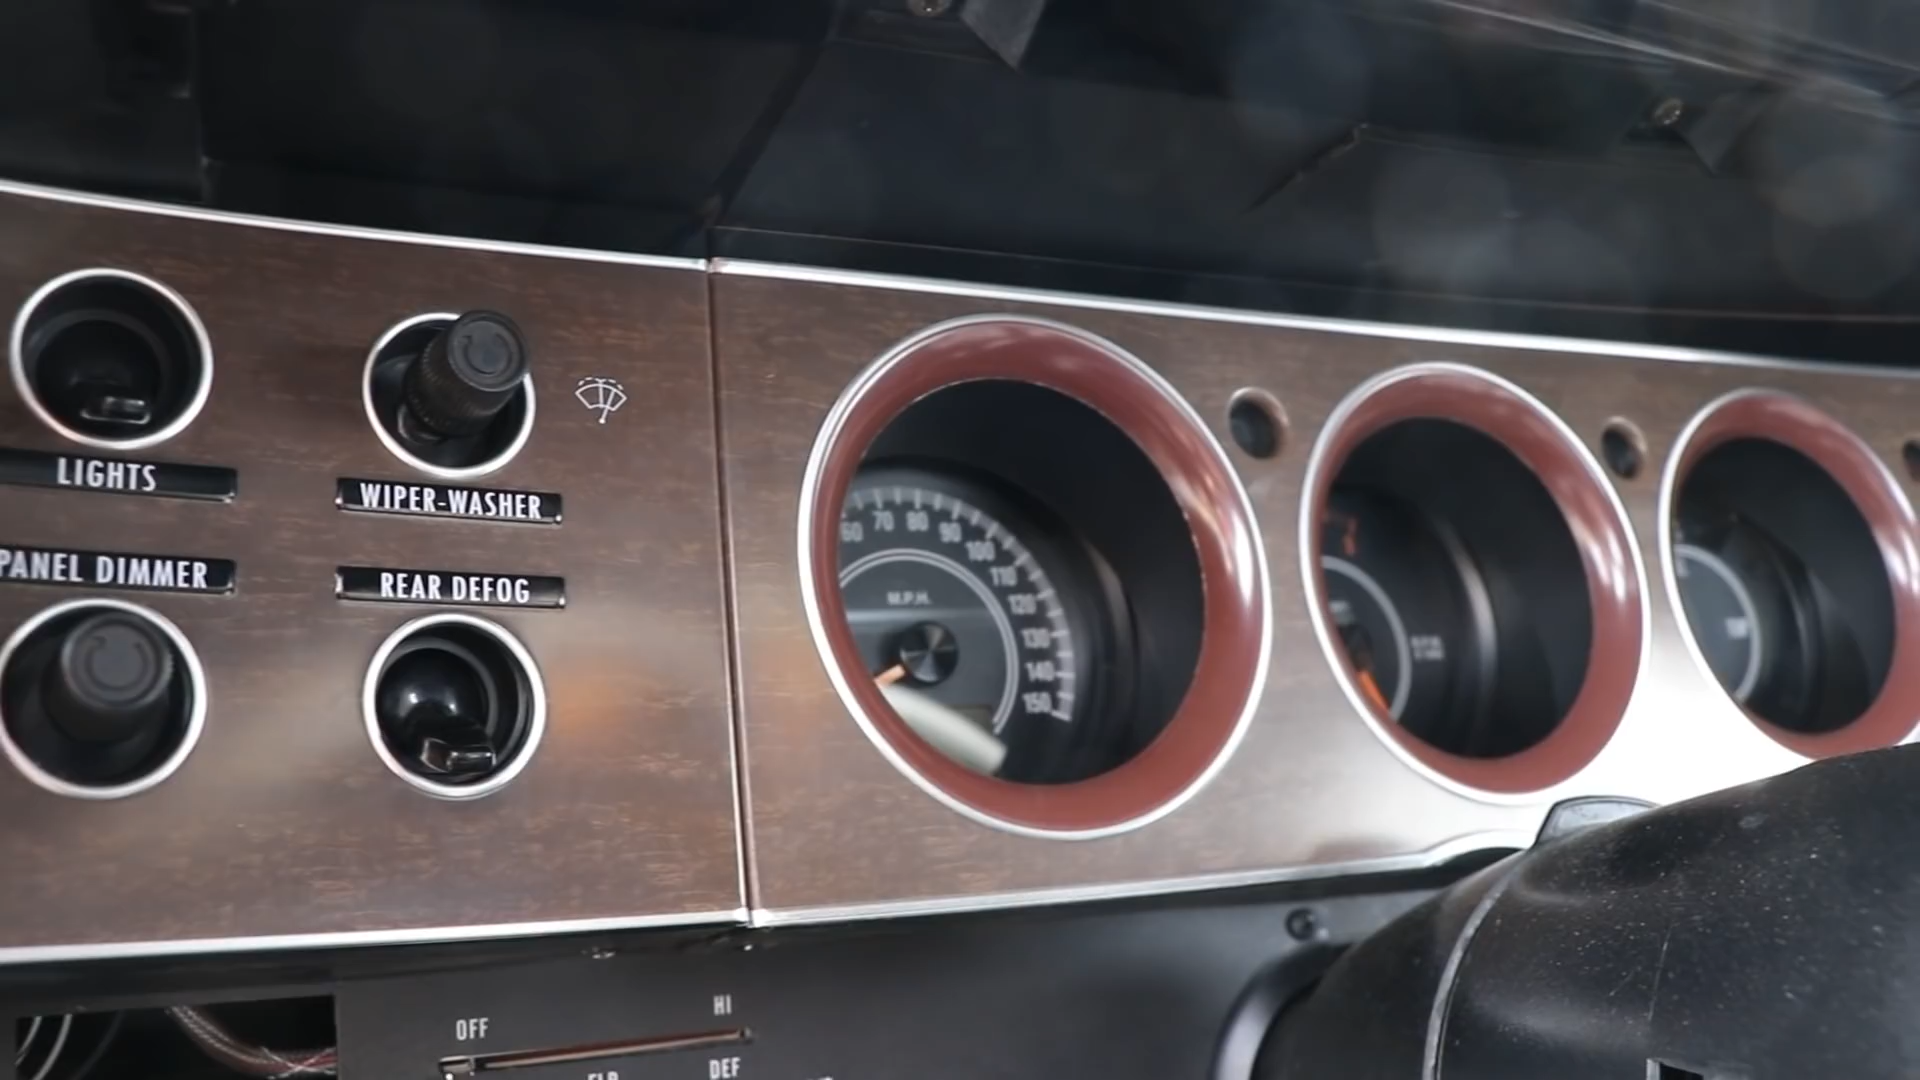 LIGHTS
WIPER-WASHER
PANEL DIMMER
REAR DEFOG
60 70 80 90 100 110 120 130 140 150
M.P.H.
OFF
HI
FLR
DEF